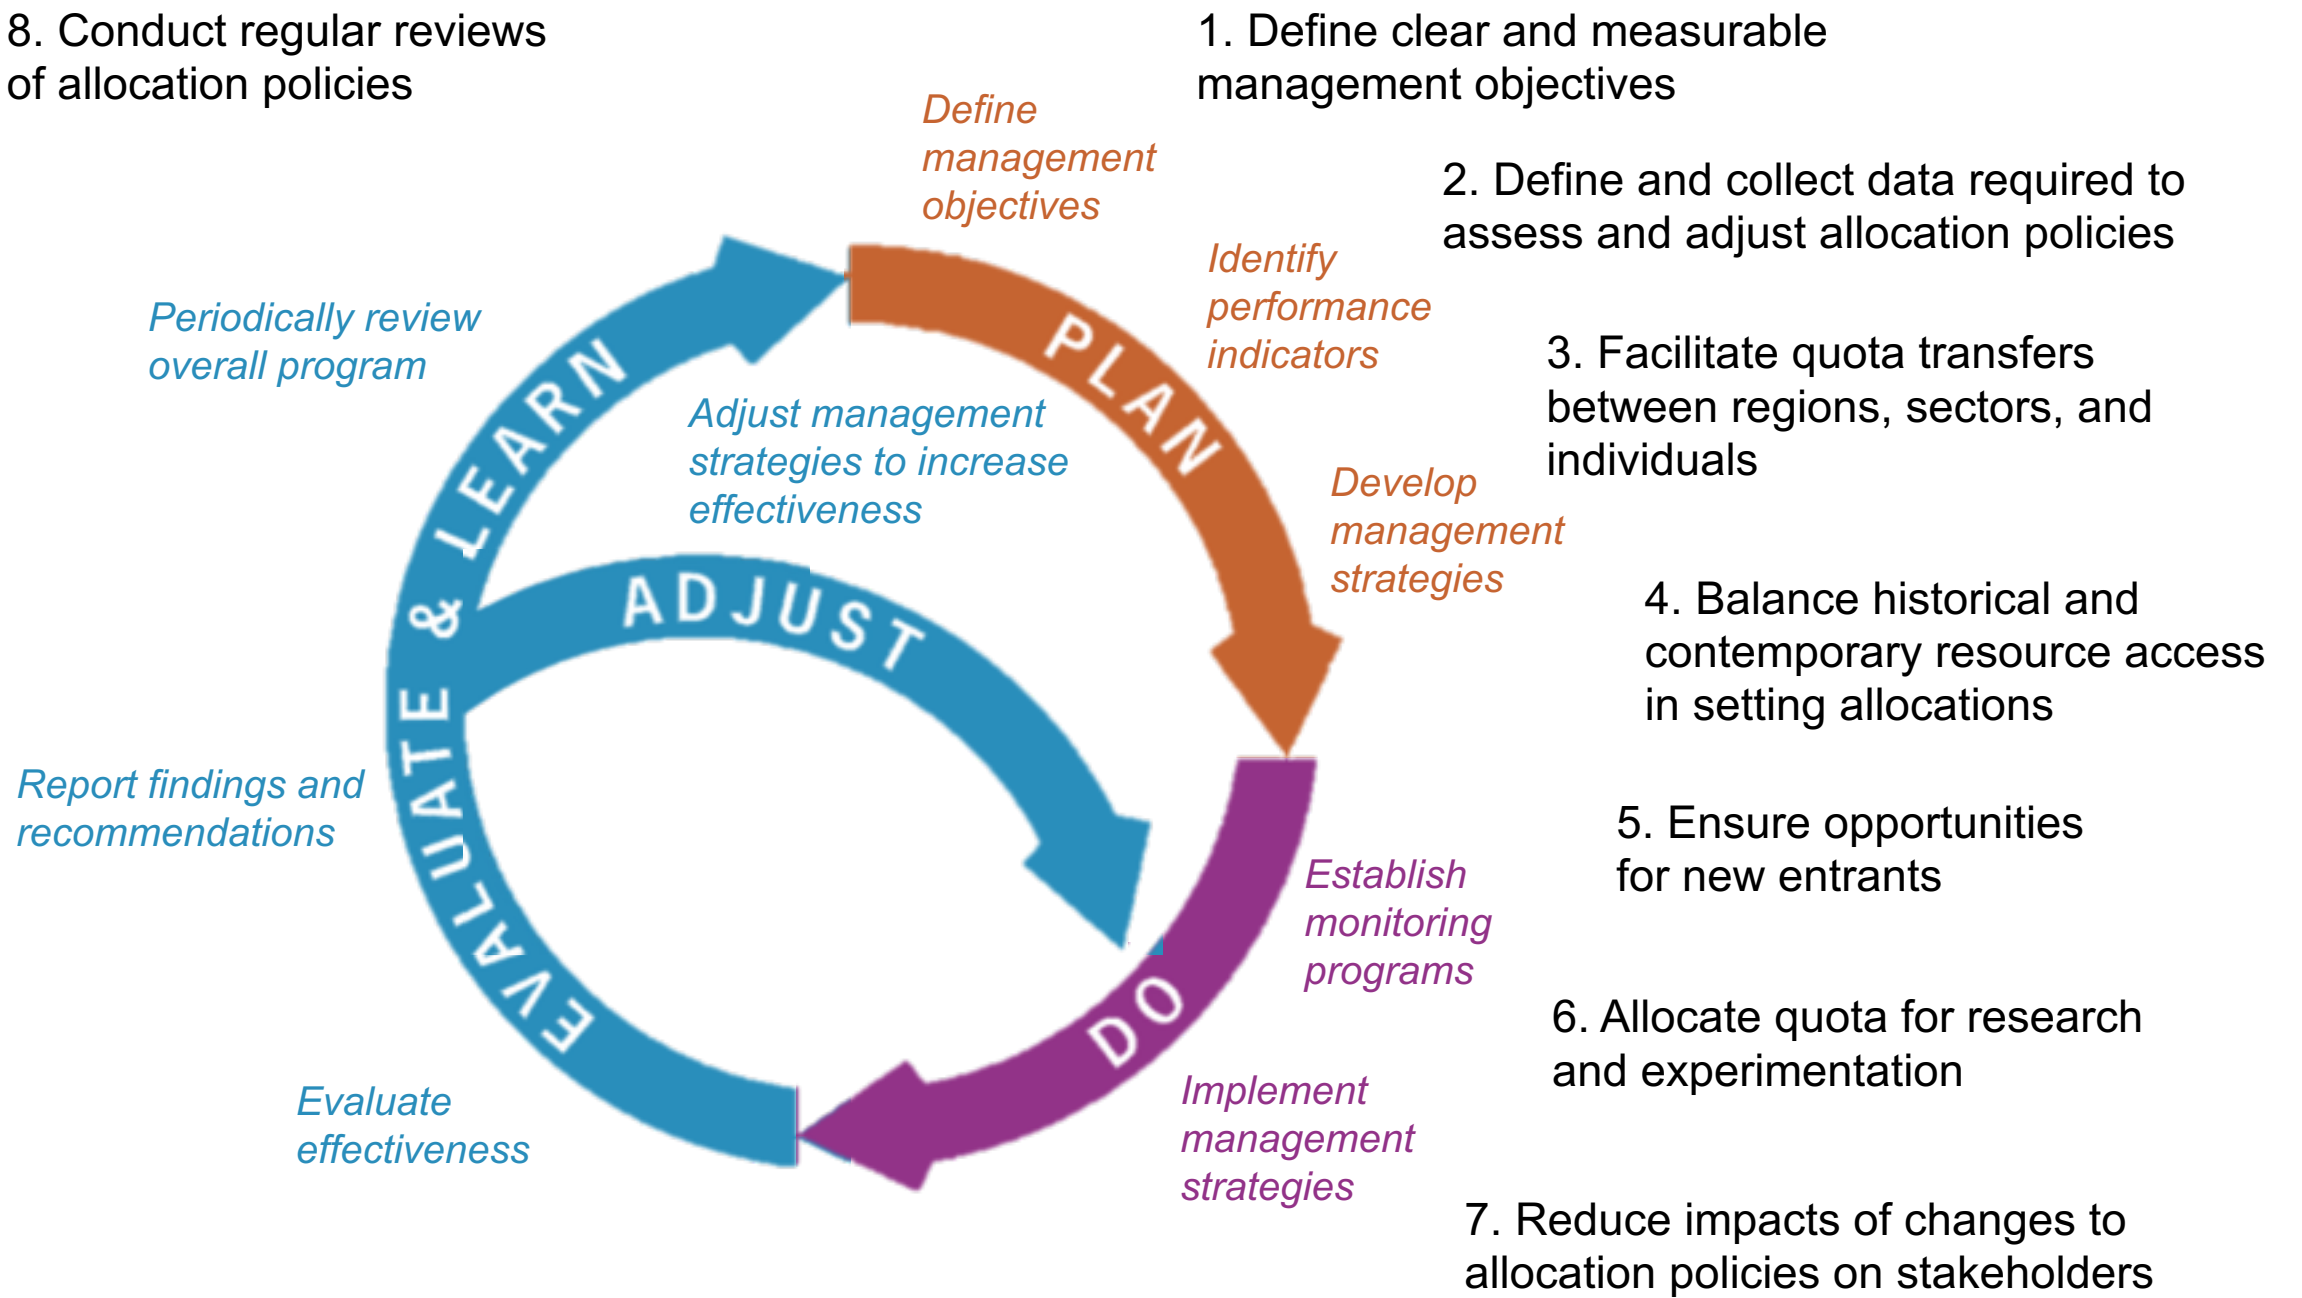 8. Conduct regular reviews
of allocation policies
1. Define clear and measurable
management objectives
Define
management
objectives
2. Define and collect data required to
assess and adjust allocation policies
Identify
performance
indicators
3. Facilitate quota transfers
between regions, sectors, and
individuals
Periodically review
overall program
PLAN
Adjust management
strategies to increase
effectiveness
Develop
management
strategies
4. Balance historical and
contemporary resource access
in setting allocations
ADJUST
EVALUATE & LEARN
Report findings and
recommendations
5. Ensure opportunities
for new entrants
Establish
monitoring
programs
DO
6. Allocate quota for research
and experimentation
Evaluate
effectiveness
Implement
management
strategies
7. Reduce impacts of changes to
allocation policies on stakeholders